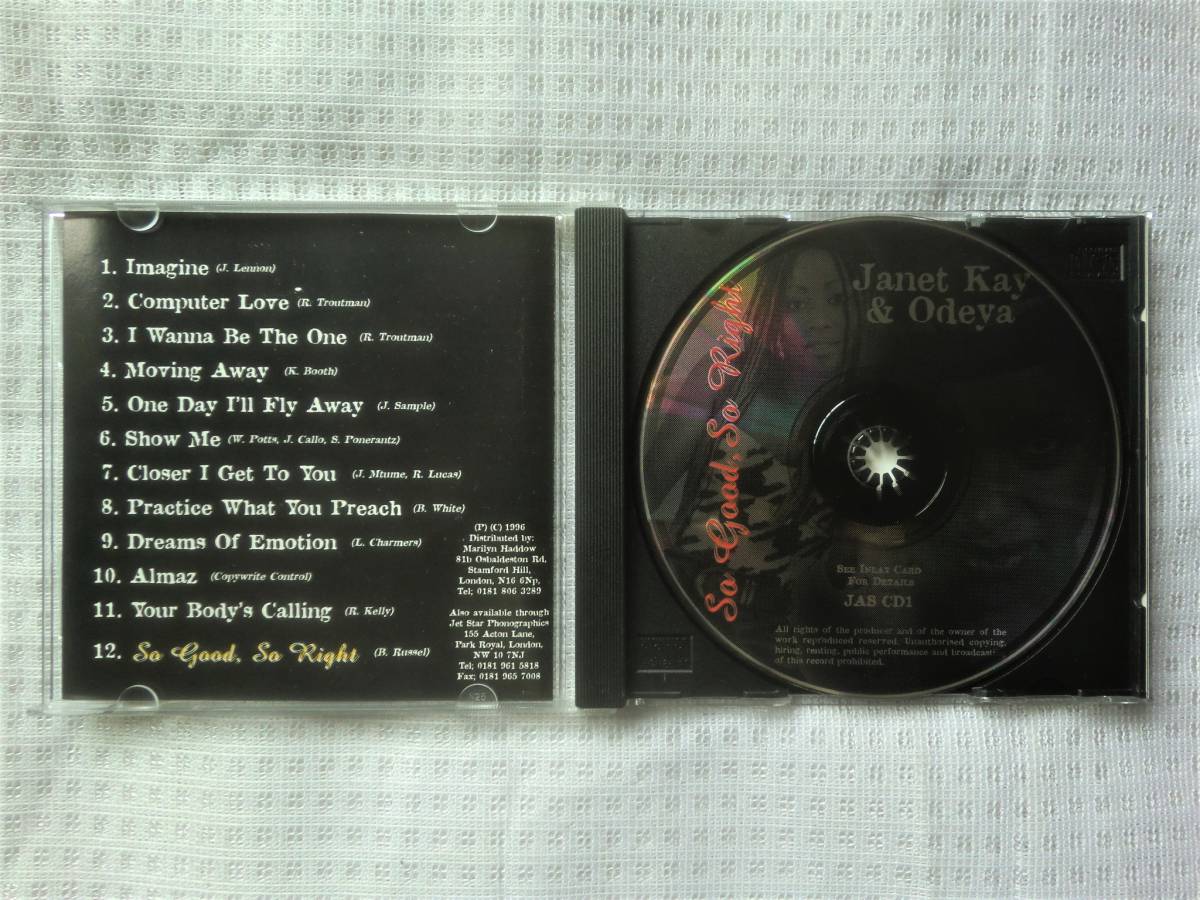 1. Imagine (J. Lennon)
2. Computer Love (R. Troutman)
3. I Wanna Be The One (R. Troutman)
4. Moving Away (K. Booth)
5. One Day I'll Fly Away (J. Sample)
6. Show Me (W. Potts, J. Callo, S. Ponerantz)
7. Closer I Get To You (J. Mtume, R. Lucas)
8. Practice What You Preach (B. White)
9. Dreams Of Emotion (L. Charmers)
10. Almaz (Copywrite Control)
11. Your Body's Calling (R. Kelly)
12. So Good, So Right (B. Russel)
(P) (C) 1996
Distributed by:
Marilyn Haddow
81b Osbaldeston Rd,
Stamford Hill,
London, N16 6Np,
Tel; 0181 806 3289
Also available through
Jet Star Phonographics
155 Acton Lane,
Park Royal, London,
NW 10 7NJ
Tel; 0181 961 5818
Fax; 0181 965 7008
Janet Kay
& Odeya
So Good, So Right
See Inlay Card
For Details
JAS CD1
All rights of the producer and of the owner of the
work reproduced reserved. Unauthorised copying,
hiring, renting, public performance and broadcast
of this record prohibited.